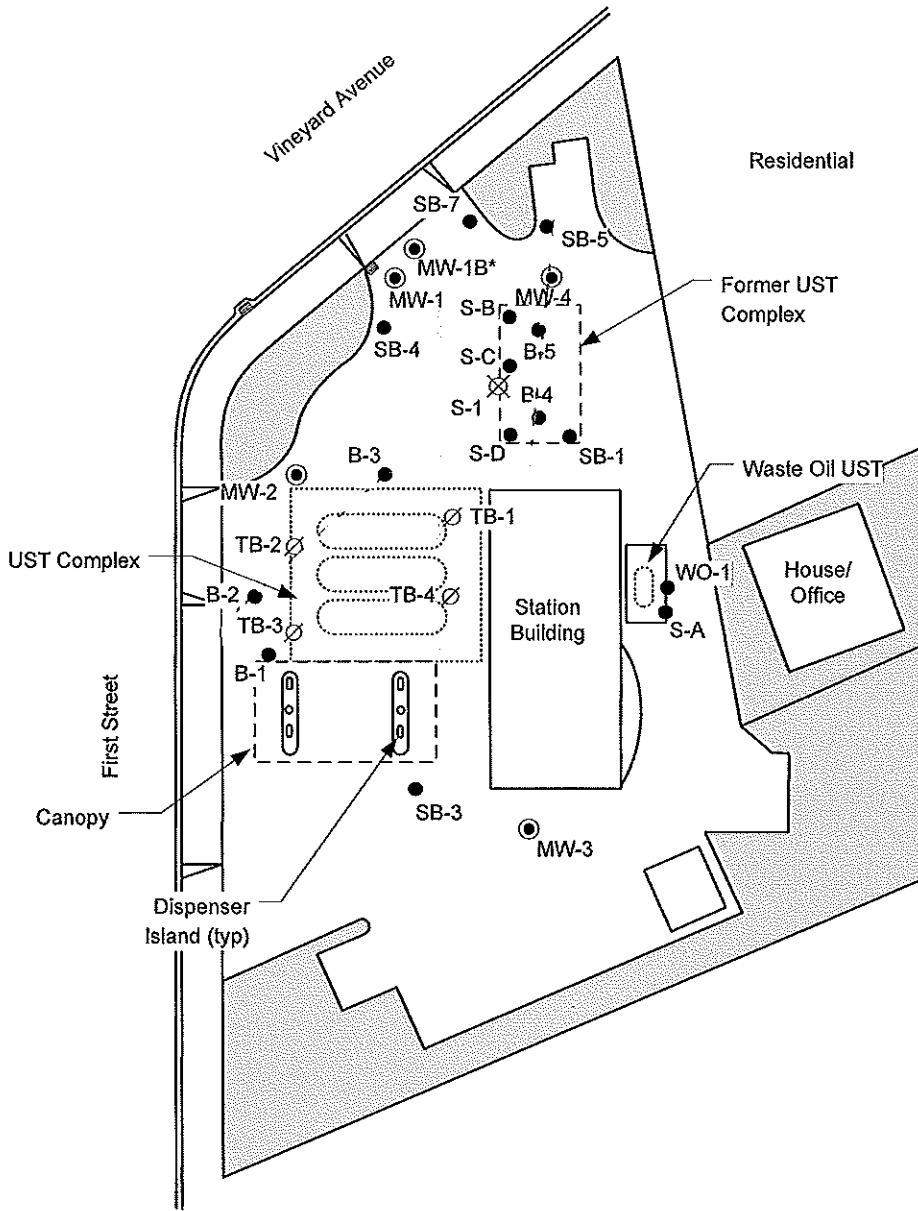 Vineyard Avenue
Residential
SB-7
SB-5
MW-1B*
MW-1
MW-4
Former UST
Complex
S-B
SB-4
B-5
S-C
S-1
B-4
S-D
SB-1
B-3
MW-2
Waste Oil UST
TB-1
TB-2
UST Complex
WO-1
House/
Office
B-2
TB-4
Station
Building
S-A
TB-3
B-1
First Street
Canopy
SB-3
MW-3
Dispenser
Island (typ)